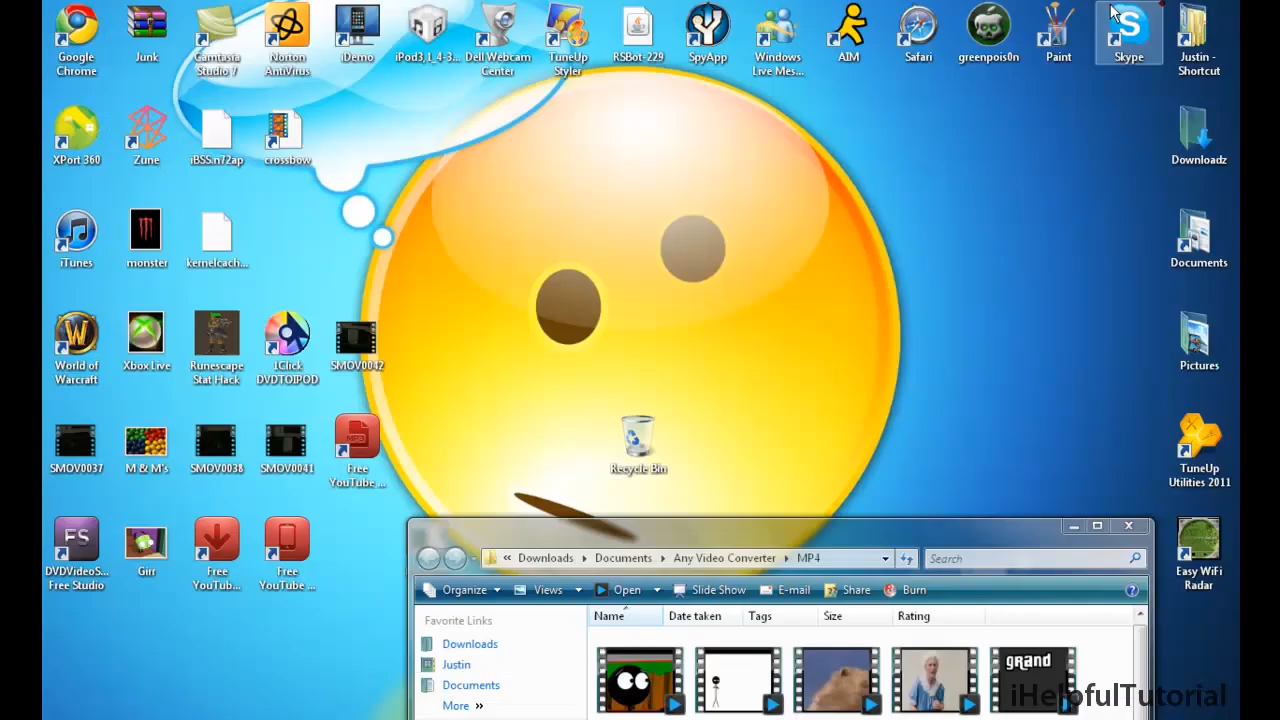 Google
Chrome
Junk
Camtasia
Studio 7
Norton
AntiVirus
iDemo
iPod3,1_4-3...
Dell Webcam
Center
TuneUp
Styler
RSBot-229
SpyApp
Windows
Live Mes...
AIM
Safari
greenpois0n
Paint
Skype
Justin -
Shortcut
XPort 360
Zune
iBSS.n72ap
crossbow
Downloadz
iTunes
monster
kernelcach...
Documents
World of
Warcraft
Xbox Live
Runescape
Stat Hack
1Click
DVDTOIPOD
SMOV0042
Pictures
SMOV0037
M & M's
SMOV0038
SMOV0041
Free
YouTube ...
Recycle Bin
TuneUp
Utilities 2011
FS
DVDVideoS...
Free Studio
Girr
Free
YouTub...
Free
YouTube ...
Easy WiFi
Radar
« Downloads Documents Any Video Converter MP4 Search
Organize Views Open Slide Show E-mail Share Burn
Favorite Links
Name Date taken Tags Size Rating
Downloads
Justin
Documents
More »
grand
iHelpfulTutorial